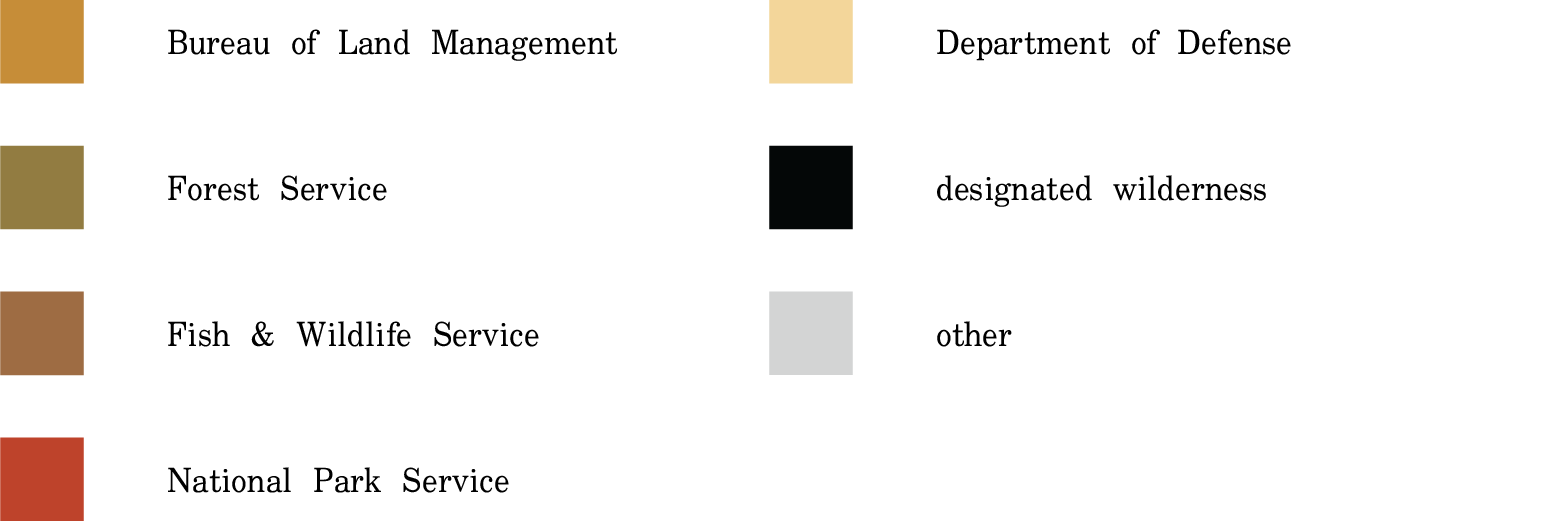 Bureau of Land Management
Forest Service
Fish & Wildlife Service
National Park Service
Department of Defense
designated wilderness
other